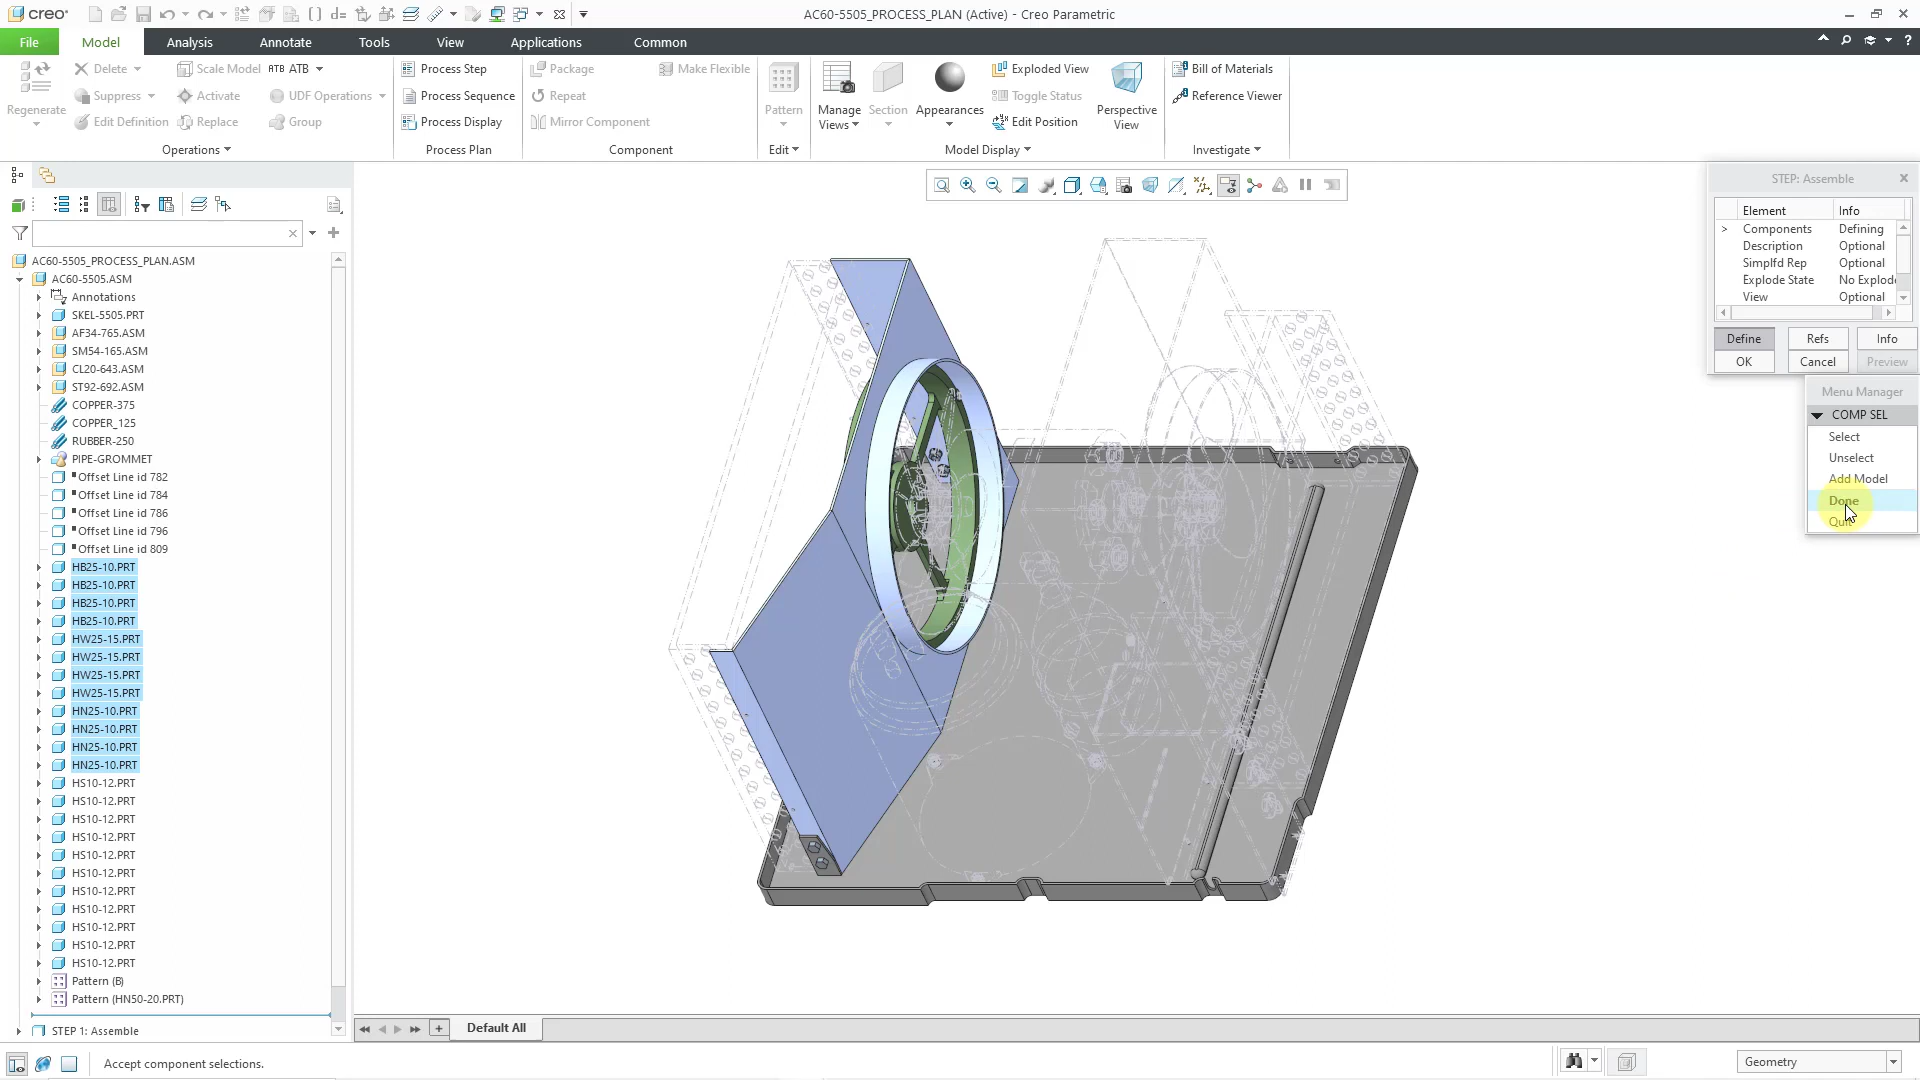 creo
AC60-5505_PROCESS_PLAN (Active) - Creo Parametric
File
Model
Analysis
Annotate
Tools
View
Applications
Common
Regenerate
Delete
Suppress
Edit Definition
Scale Model
Activate
Replace
ATB ATB
UDF Operations
Group
Operations
Process Step
Process Sequence
Process Display
Process Plan
Package
Repeat
Mirror Component
Make Flexible
Component
Pattern
Edit
Manage Views
Section
Appearances
Exploded View
Toggle Status
Edit Position
Perspective View
Model Display
Bill of Materials
Reference Viewer
Investigate
AC60-5505_PROCESS_PLAN.ASM
AC60-5505.ASM
Annotations
SKEL-5505.PRT
AF34-765.ASM
SM54-165.ASM
CL20-643.ASM
ST92-692.ASM
COPPER-375
COPPER_125
RUBBER-250
PIPE-GROMMET
Offset Line id 782
Offset Line id 784
Offset Line id 786
Offset Line id 796
Offset Line id 809
HB25-10.PRT
HB25-10.PRT
HB25-10.PRT
HB25-10.PRT
HW25-15.PRT
HW25-15.PRT
HW25-15.PRT
HW25-15.PRT
HN25-10.PRT
HN25-10.PRT
HN25-10.PRT
HN25-10.PRT
HS10-12.PRT
HS10-12.PRT
HS10-12.PRT
HS10-12.PRT
HS10-12.PRT
HS10-12.PRT
HS10-12.PRT
HS10-12.PRT
HS10-12.PRT
HS10-12.PRT
HS10-12.PRT
Pattern (B)
Pattern (HN50-20.PRT)
STEP 1: Assemble
STEP: Assemble
Element Info
> Components Defining
Description Optional
Simplfd Rep Optional
Explode State No Explod
View Optional
Define Refs Info
OK Cancel Preview
Menu Manager
COMP SEL
Select
Unselect
Add Model
Done
Quit
Default All
Accept component selections.
Geometry